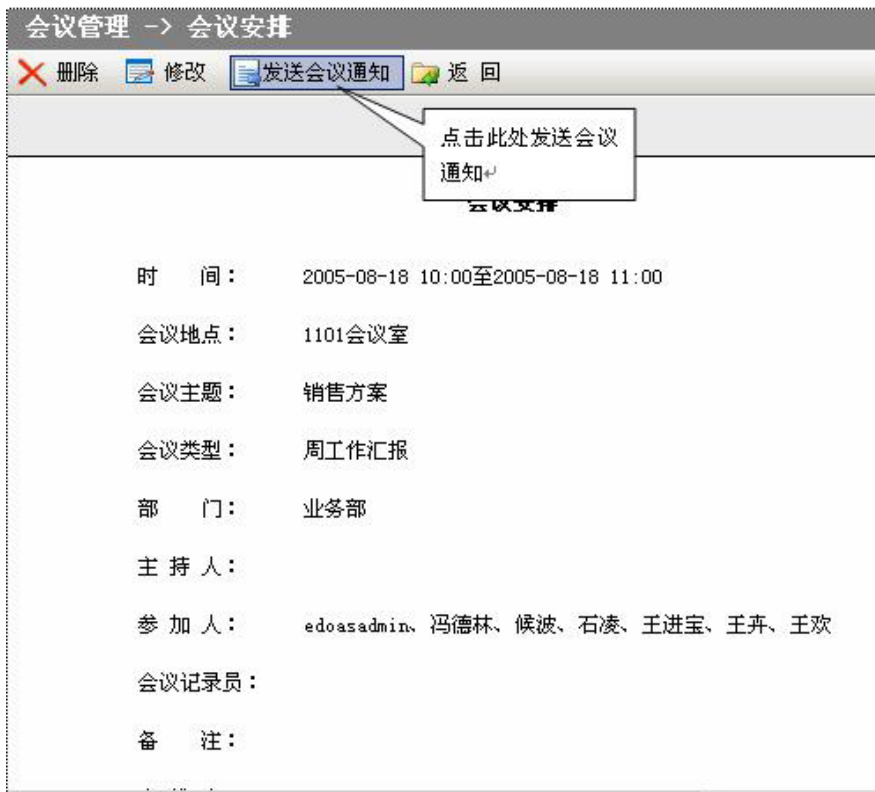 会议管理 -> 会议安排
删除 修改 发送会议通知 返 回
点击此处发送会议
通知↵
会议安排
时 间： 2005-08-18 10:00至2005-08-18 11:00
会议地点： 1101会议室
会议主题： 销售方案
会议类型： 周工作汇报
部 门： 业务部
主 持 人：
参 加 人： edoasadmin、冯德林、候波、石凌、王进宝、王卉、王欢
会议记录员：
备 注：